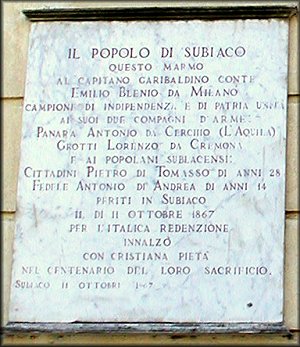 IL POPOLO DI SUBIACO
QUESTO MARMO
AL CAPITANO GARIBALDINO CONTE
EMILIO BLENIO DA MILANO
CAMPIONE DI INDIPENDENZA E DI PATRIA UNITÀ
AI SUOI DUE COMPAGNI D'ARME:
PANARA ANTONIO DA CERCHIO (L'AQUILA)
GROTTI LORENZO DA CREMONA
E AI POPOLANI SUBLACENSI:
CITTADINI PIETRO DI TOMASSO DI ANNI 28
FEDELE ANTONIO DI ANDREA DI ANNI 14
PERITI IN SUBIACO
IL DI 11 OTTOBRE 1867
PER L'ITALICA REDENZIONE
INNALZÒ
CON CRISTIANA PIETÀ
NEL CENTENARIO DEL LORO SACRIFICIO.
SUBIACO 11 OTTOBRE 1967